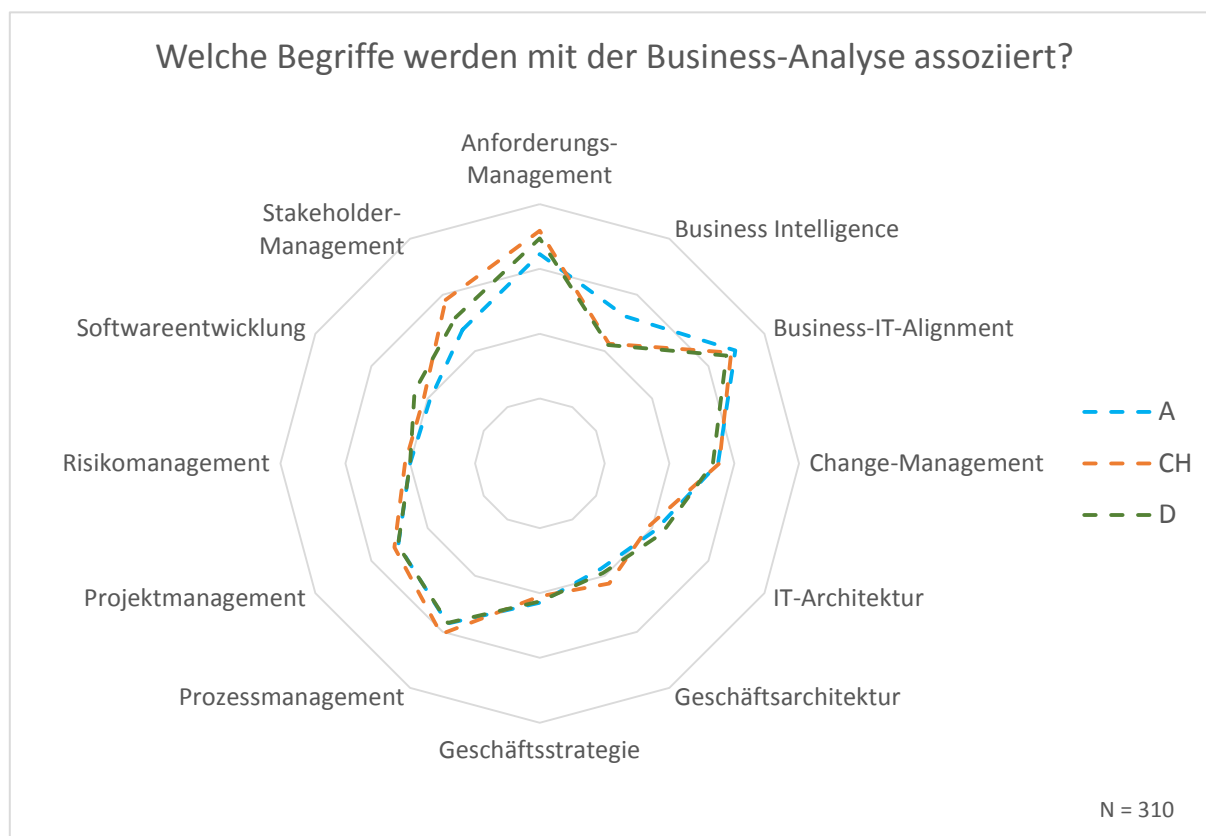 Welche Begriffe werden mit der Business-Analyse assoziiert?
Anforderungs-
Management
Business Intelligence
Business-IT-Alignment
Change-Management
IT-Architektur
Geschäftsarchitektur
Geschäftsstrategie
Prozessmanagement
Projektmanagement
Risikomanagement
Softwareentwicklung
Stakeholder-
Management
A
CH
D
N = 310